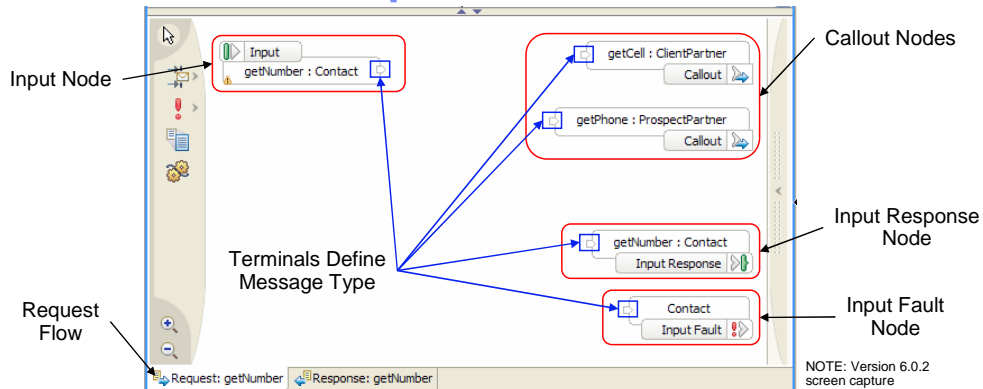 Input
getNumber : Contact
Input Node
getCell : ClientPartner
Callout
getPhone : ProspectPartner
Callout
Callout Nodes
Terminals Define
Message Type
getNumber : Contact
Input Response
Input Response
Node
Contact
Input Fault
Input Fault
Node
Request
Flow
Request: getNumber
Response: getNumber
NOTE: Version 6.0.2
screen capture